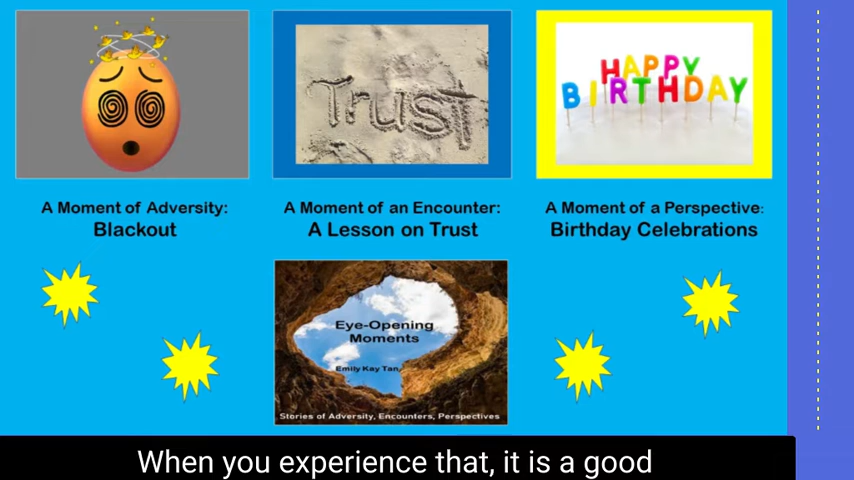 Trust
HAPPY
BIRTHDAY
A Moment of Adversity:
Blackout
A Moment of an Encounter:
A Lesson on Trust
A Moment of a Perspective:
Birthday Celebrations
Eye-Opening
Moments
Emily Kay Tan
Stories of Adversity, Encounters, Perspectives
When you experience that, it is a good